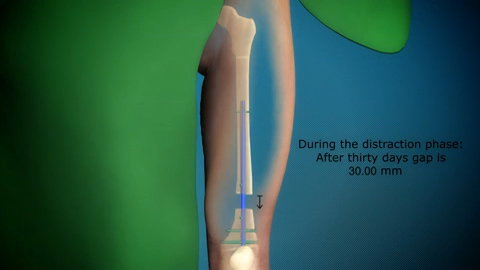 During the distraction phase:
After thirty days gap is
30.00 mm